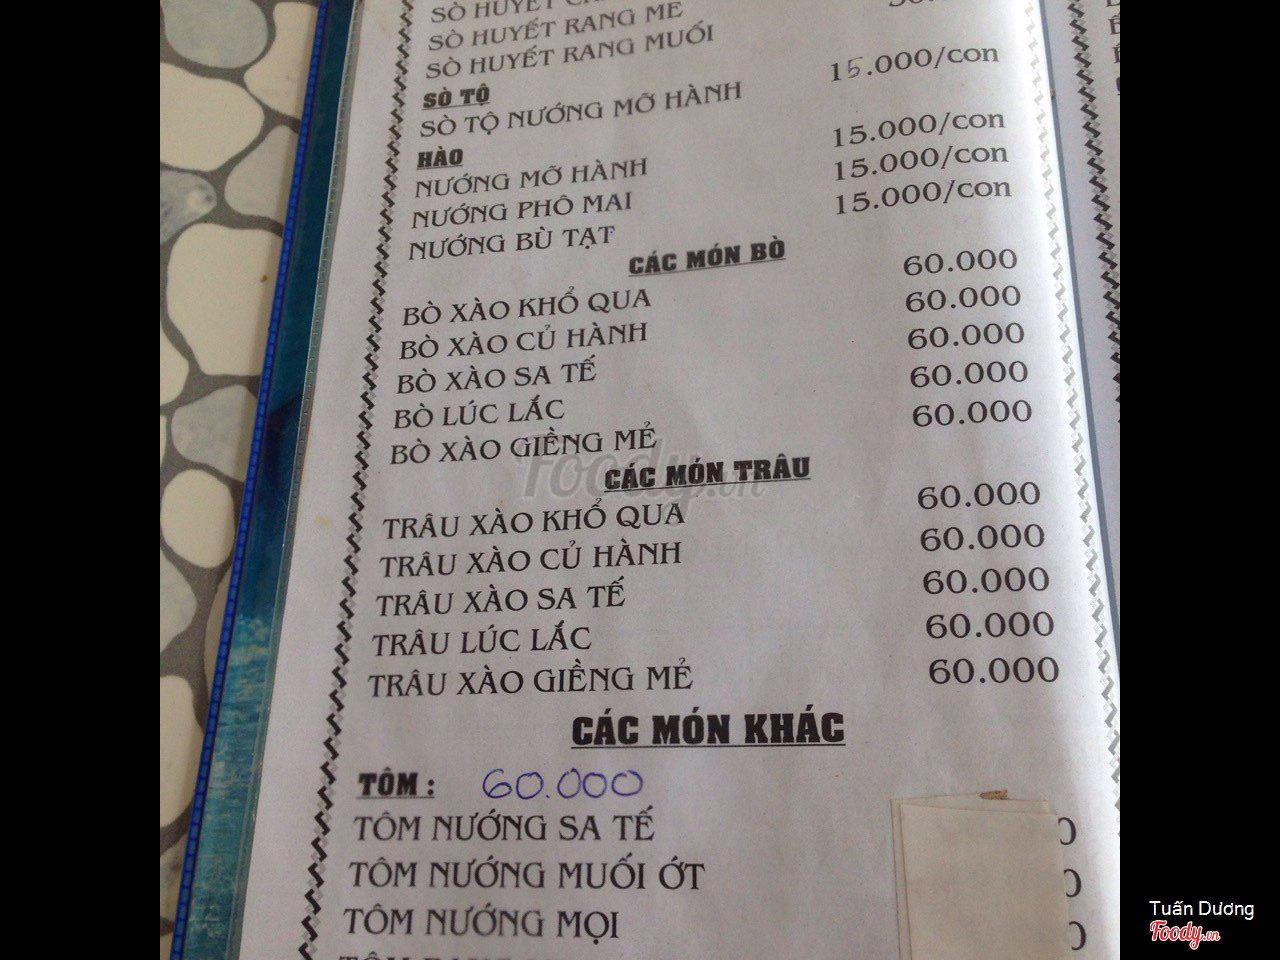 SÒ HUYẾT
SÒ HUYẾT RANG ME
SÒ HUYẾT RANG MUỐI
SÒ TỘ
SÒ TỘ NƯỚNG MỠ HÀNH 15.000/con
HÀO
NƯỚNG MỠ HÀNH 15.000/con
NƯỚNG PHÔ MAI 15.000/con
NƯỚNG BÙ TẠT 15.000/con
CÁC MÓN BÒ
BÒ XÀO KHỔ QUA 60.000
BÒ XÀO CỦ HÀNH 60.000
BÒ XÀO SA TẾ 60.000
BÒ LÚC LẮC 60.000
BÒ XÀO GIỀNG MẺ 60.000
Foody.vn
CÁC MÓN TRÂU
TRÂU XÀO KHỔ QUA 60.000
TRÂU XÀO CỦ HÀNH 60.000
TRÂU XÀO SA TẾ 60.000
TRÂU LÚC LẮC 60.000
TRÂU XÀO GIỀNG MẺ 60.000
CÁC MÓN KHÁC
TÔM : 60.000
TÔM NƯỚNG SA TẾ
TÔM NƯỚNG MUỐI ỚT
TÔM NƯỚNG MỌI
Tuấn Dương
Foody.vn